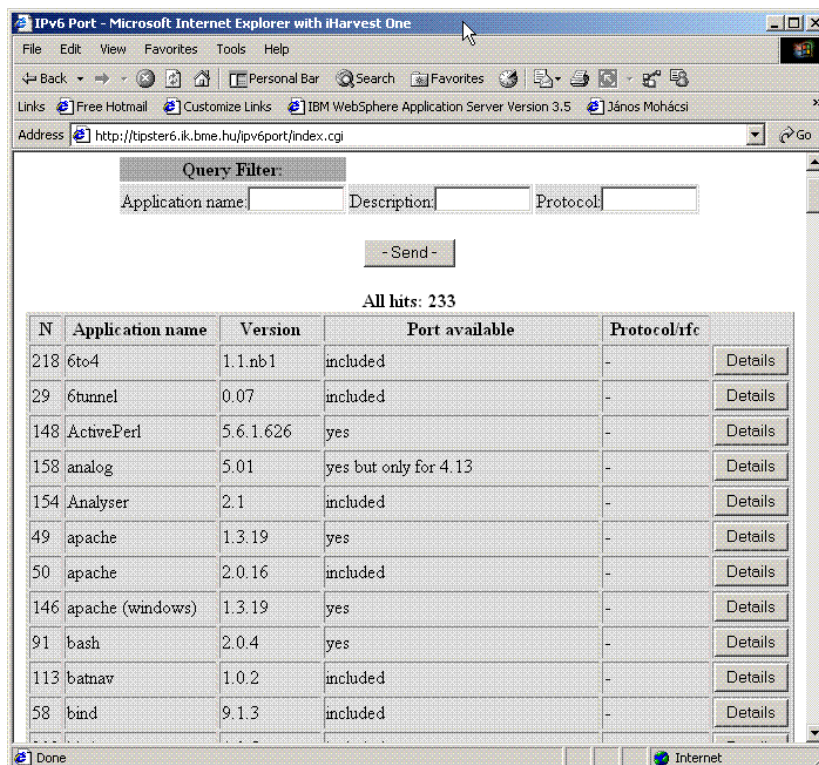 IPv6 Port - Microsoft Internet Explorer with iHarvest One
File Edit View Favorites Tools Help
Back Personal Bar Search Favorites
Links Free Hotmail Customize Links IBM WebSphere Application Server Version 3.5 János Mohácsi »
Address http://tipster6.ik.bme.hu/ipv6port/index.cgi Go
Query Filter:
Application name: Description: Protocol:
- Send -
All hits: 233
N Application name Version Port available Protocol/rfc
218 6to4 1.1.nb1 included - Details
29 6tunnel 0.07 included - Details
148 ActivePerl 5.6.1.626 yes - Details
158 analog 5.01 yes but only for 4.13 - Details
154 Analyser 2.1 included - Details
49 apache 1.3.19 yes - Details
50 apache 2.0.16 included - Details
146 apache (windows) 1.3.19 yes - Details
91 bash 2.0.4 yes - Details
113 batnav 1.0.2 included - Details
58 bind 9.1.3 included - Details
Done Internet